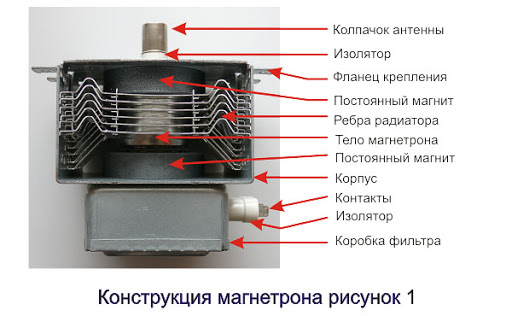 Колпачок антенны
Изолятор
Фланец крепления
Постоянный магнит
Ребра радиатора
Тело магнетрона
Постоянный магнит
Корпус
Контакты
Изолятор
Коробка фильтра
Конструкция магнетрона рисунок 1